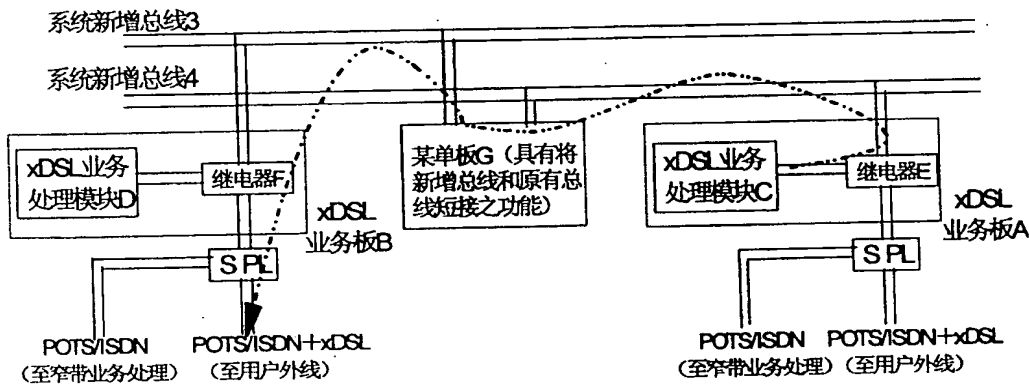 系统新增总线3
系统新增总线4
xDSL业务
处理模块D
继电器F
xDSL
业务板B
某单板G（具有将
新增总线和原有总
线短接之功能）
xDSL业务
处理模块C
继电器E
xDSL
业务板A
SPL
SPL
POTS/ISDN
（至窄带业务处理）
POTS/ISDN＋xDSL
（至用户外线）
POTS/ISDN
（至窄带业务处理）
POTS/ISDN＋xDSL
（至用户外线）